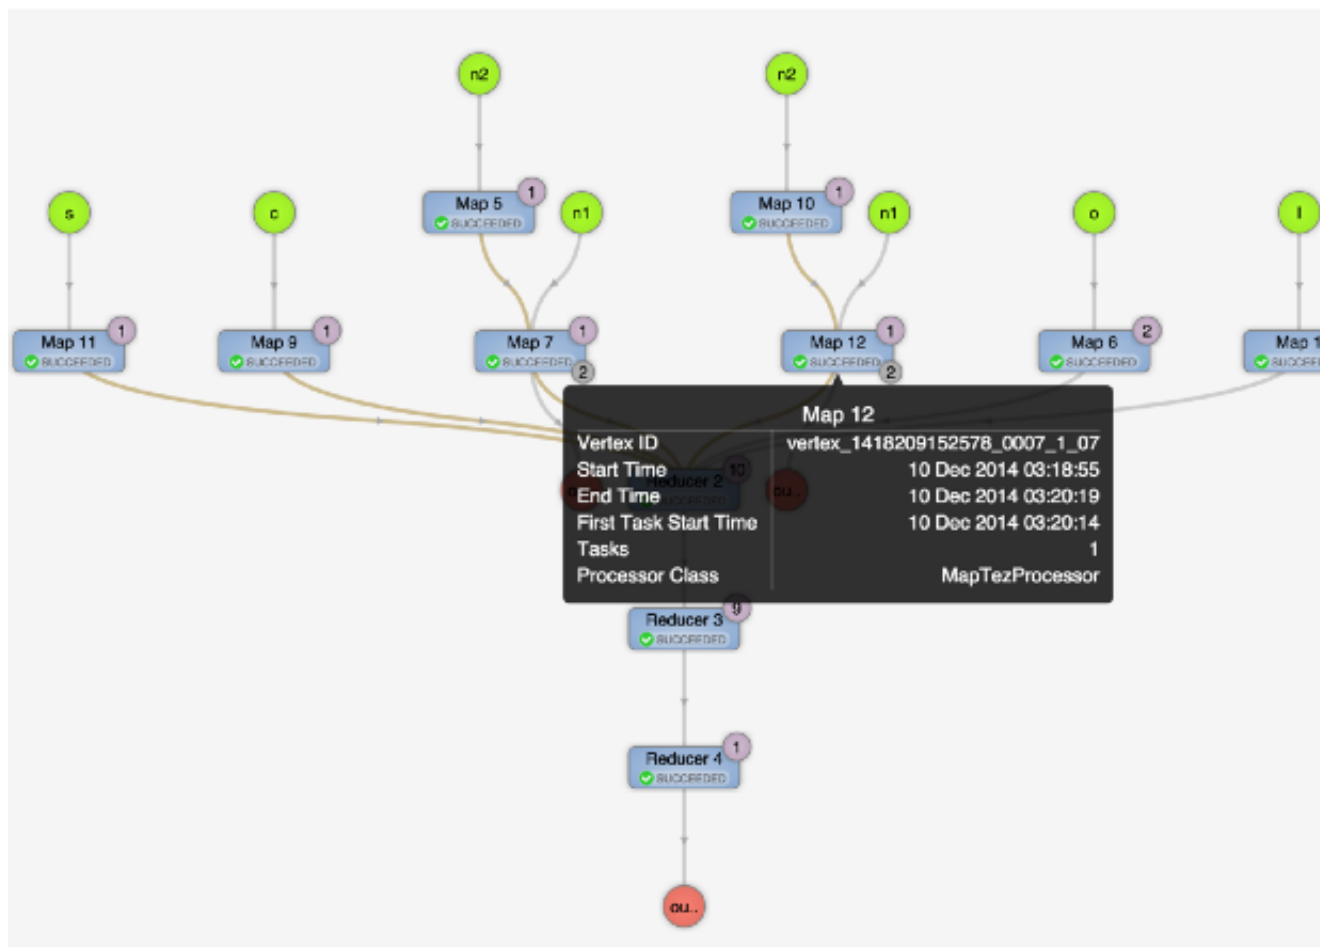 n2
n2
Map 5
1
SUCCEEDED
Map 10
1
SUCCEEDED
s
c
n1
n1
o
l
Map 11
1
SUCCEEDED
Map 9
1
SUCCEEDED
Map 7
1
SUCCEEDED
2
Map 12
1
SUCCEEDED
2
Map 6
2
SUCCEEDED
Map 1
SUCCEEDED
Map 12
Vertex ID vertex_1418209152578_0007_1_07
Start Time 10 Dec 2014 03:18:55
End Time 10 Dec 2014 03:20:19
First Task Start Time 10 Dec 2014 03:20:14
Tasks 1
Processor Class MapTezProcessor
Reducer 2
10
SUCCEEDED
ou..
Reducer 3
9
SUCCEEDED
Reducer 4
1
SUCCEEDED
ou..